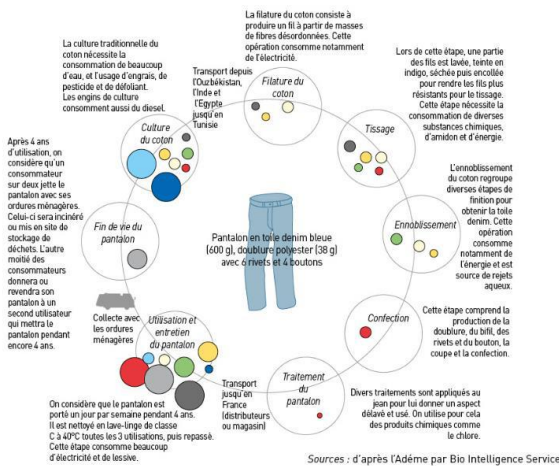 La filature du coton consiste à
produire un fil à partir de masses
de fibres désordonnées. Cette
opération consomme notamment
de l'électricité.
La culture traditionnelle du
coton nécessite la
consommation de beaucoup
d'eau, et l'usage d'engrais, de
pesticide et de défoliant.
Les engins de culture
consomment aussi du diesel.
Transport depuis
l'Ouzbékistan,
l'Inde et
l'Egypte
jusqu'en
Tunisie
Filature du
coton
Lors de cette étape, une partie
des fils est lavée, teinte en
indigo, séchée puis encollée
pour rendre les fils plus
résistants pour le tissage.
Cette étape nécessite la
consommation de diverses
substances chimiques,
d'amidon et d'énergie.
Culture
du coton
Tissage
Après 4 ans
d'utilisation, on
considère qu'un
consommateur
sur deux jette le
pantalon avec ses
ordures ménagères.
Celui-ci sera incinéré
ou mis en site de
stockage de
déchets. L'autre
moitié des
consommateurs
donnera ou
revendra son
pantalon à un
second utilisateur
qui mettra le
pantalon pendant
encore 4 ans.
L'ennoblissement
du coton regroupe
diverses étapes de
finition pour
obtenir la toile
denim. Cette
opération
consomme
notamment de
l'énergie et est
source de rejets
aqueux.
Fin de vie du
pantalon
Ennoblissement
Pantalon en toile denim bleue
(600 g), doublure polyester (38 g)
avec 6 rivets et 4 boutons
Collecte avec
les ordures
ménagères
Utilisation et
entretien
du pantalon
Confection
Cette étape comprend la
production de la
doublure, du bifil, des
rivets et du bouton, la
coupe et la confection.
Transport
jusqu'en
France
(distributeurs
ou magasin)
Traitement
du pantalon
Divers traitements sont appliqués au
jean pour lui donner un aspect
délavé et usé. On utilise pour cela
des produits chimiques comme
le chlore.
On considère que le pantalon est
porté un jour par semaine pendant 4 ans.
Il est nettoyé en lave-linge de classe
C à 40°C toutes les 3 utilisations, puis repassé.
Cette étape consomme beaucoup
d'électricité et de lessive.
Sources : d'après l'Adéme par Bio Intelligence Service